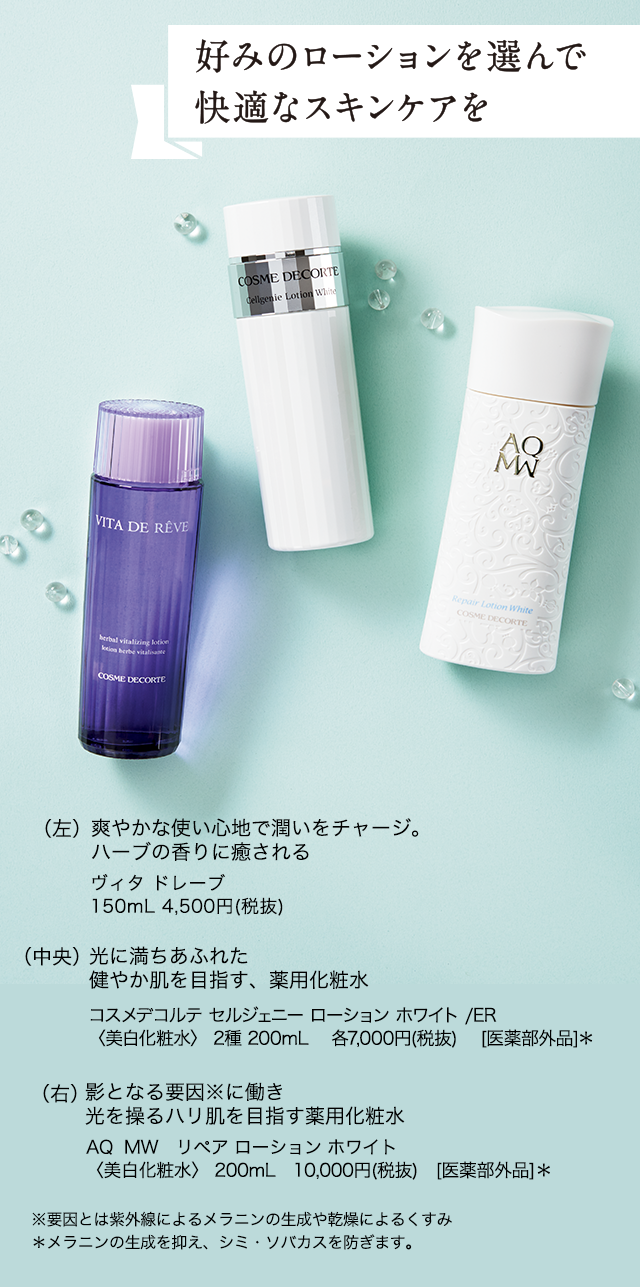 好みのローションを選んで
快適なスキンケアを
COSME DECORTE
Cellgenie Lotion White
AQ
MW
Repair Lotion White
COSME DECORTE
VITA DE RÊVE
herbal vitalizing lotion
lotion herbe vitalisante
COSME DECORTE
（左）爽やかな使い心地で潤いをチャージ。
ハーブの香りに癒される
ヴィタ ドレーブ
150mL 4,500円(税抜)
（中央）光に満ちあふれた
健やか肌を目指す、薬用化粧水
コスメデコルテ セルジェニー ローション ホワイト /ER
〈美白化粧水〉 2種 200mL 各7,000円(税抜) [医薬部外品]＊
（右）影となる要因※に働き
光を操るハリ肌を目指す薬用化粧水
AQ MW リペア ローション ホワイト
〈美白化粧水〉 200mL 10,000円(税抜) [医薬部外品]＊
※要因とは紫外線によるメラニンの生成や乾燥によるくすみ
＊メラニンの生成を抑え、シミ・ソバカスを防ぎます。